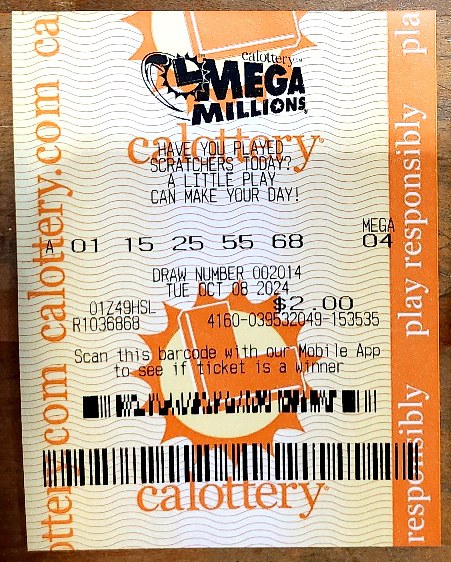 calottery
MEGA
MILLIONS
calottery
HAVE YOU PLAYED
SCRATCHERS TODAY?
A LITTLE PLAY
CAN MAKE YOUR DAY!
MEGA
A 01 15 25 55 68 04
DRAW NUMBER 002014
TUE OCT 08 2024
$2.00
01Z49HSL
R1036868 4160-039532049-153535
Scan this barcode with our Mobile App
to see if ticket is a winner
calottery
ottery.com calottery.com ca
responsibly play responsibly pla